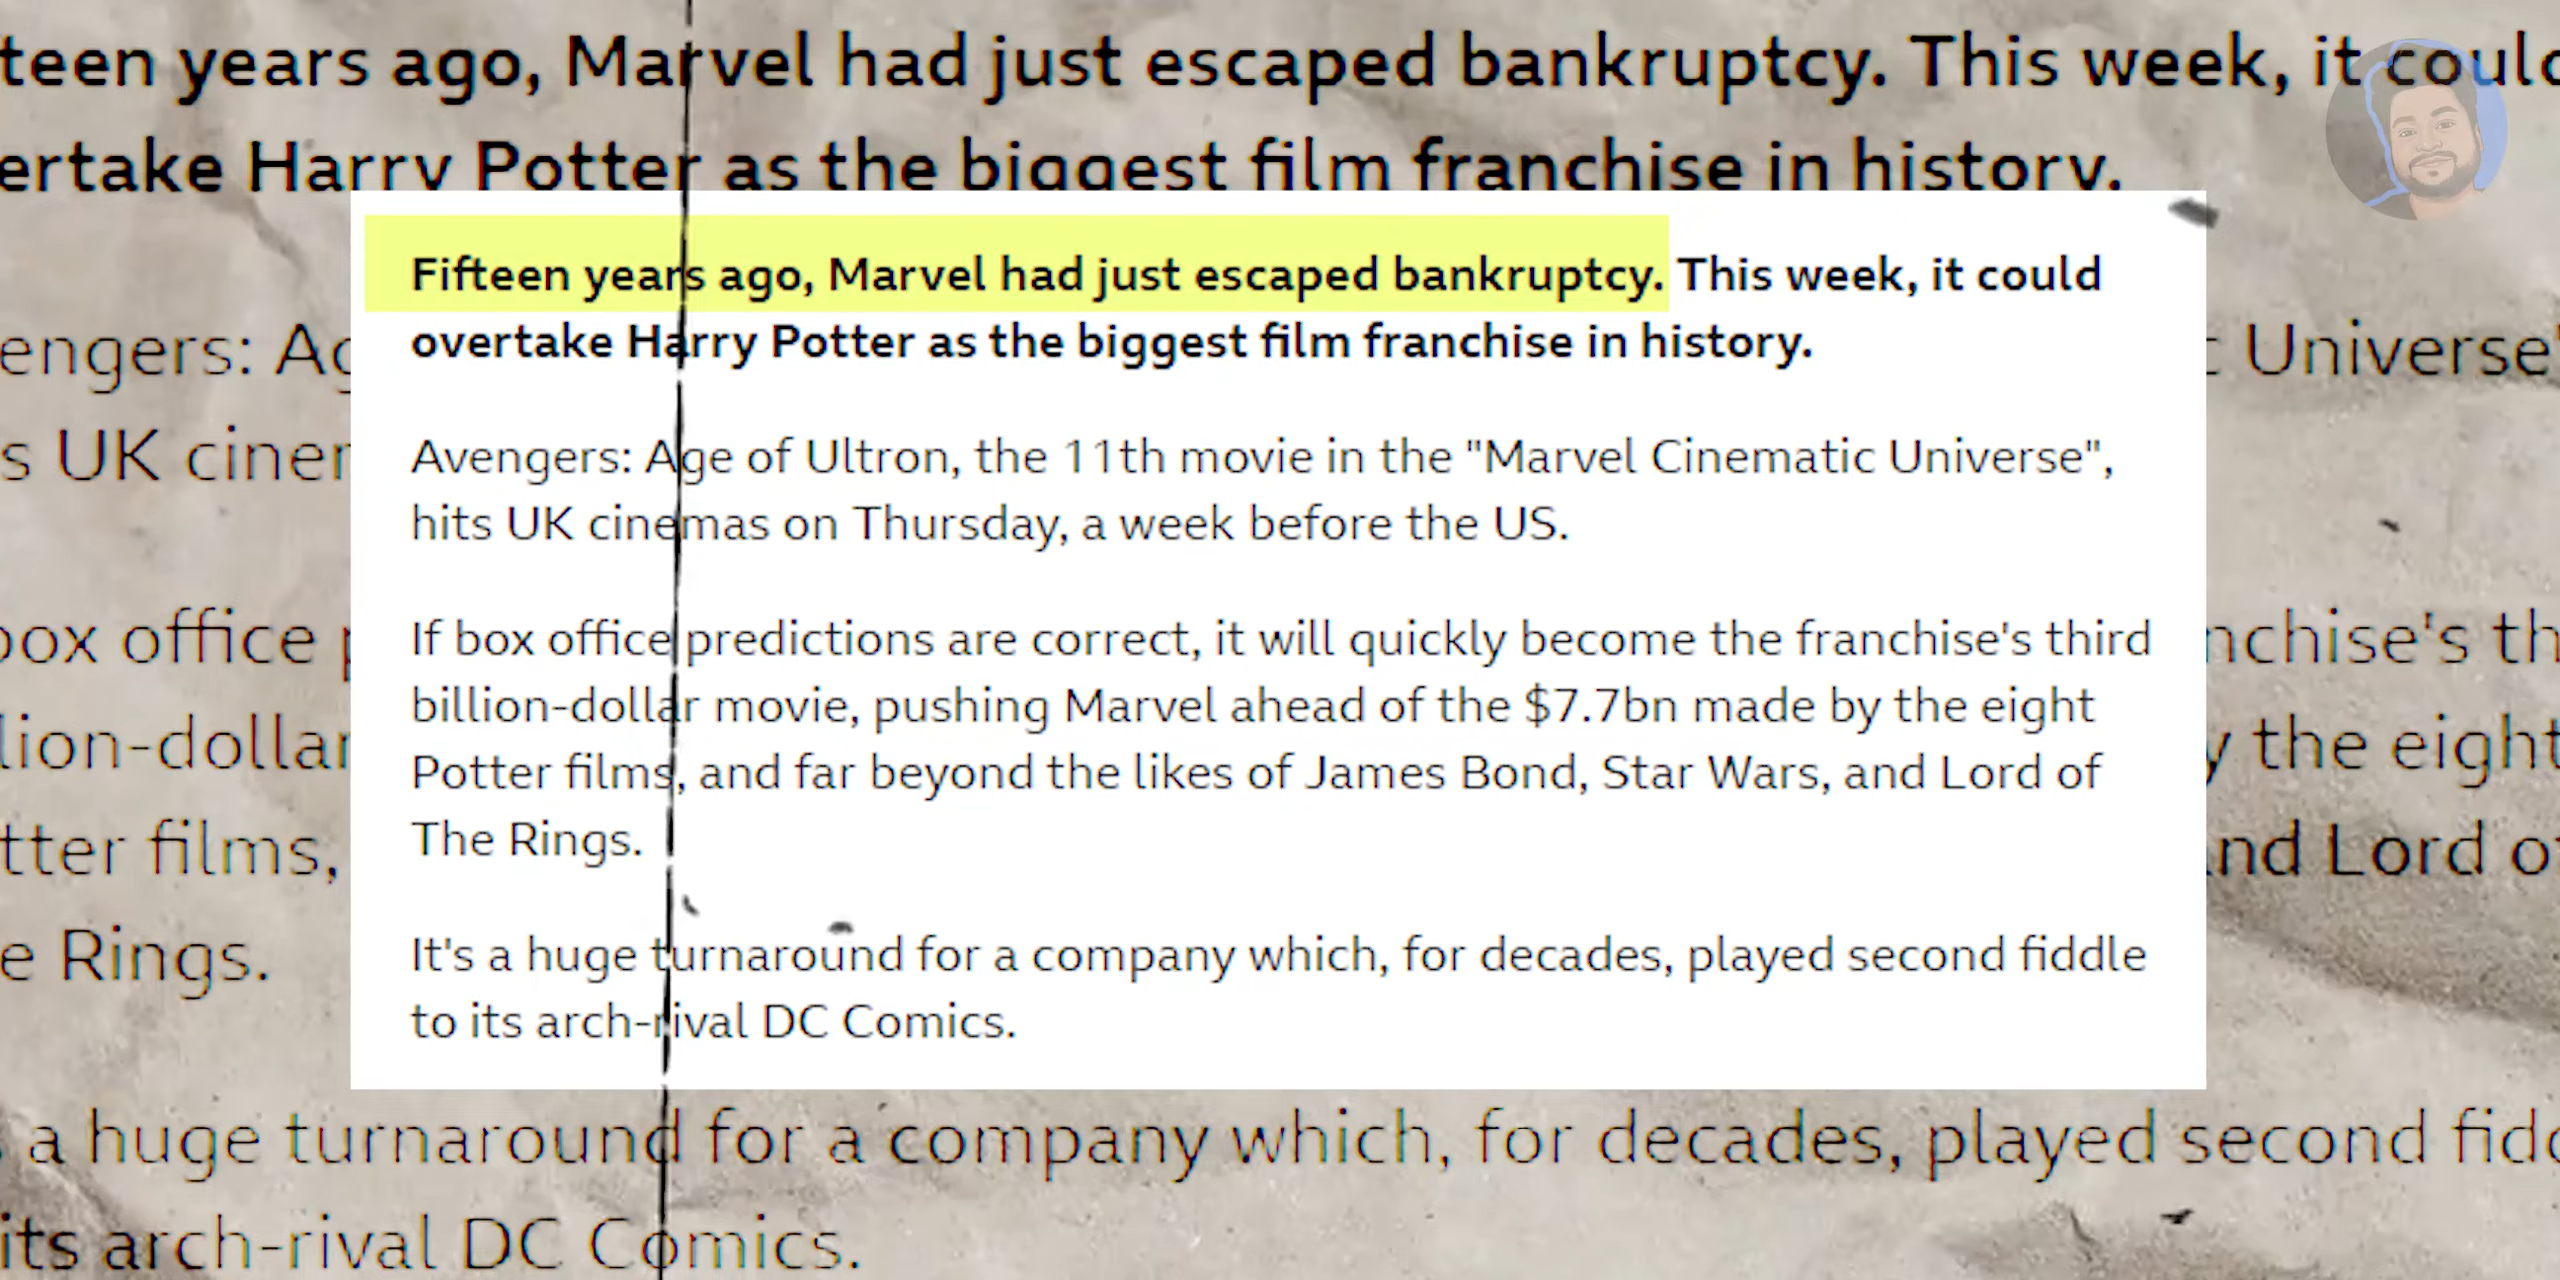 teen years ago, Marvel had just escaped bankruptcy. This week, it could
ertake Harry Potter as the biggest film franchise in history.
Fifteen years ago, Marvel had just escaped bankruptcy. This week, it could
overtake Harry Potter as the biggest film franchise in history.
engers: Ag
c Universe"
Avengers: Age of Ultron, the 11th movie in the "Marvel Cinematic Universe",
hits UK cinemas on Thursday, a week before the US.
s UK cinem
box office p
nchise's th
If box office predictions are correct, it will quickly become the franchise's third
billion-dollar movie, pushing Marvel ahead of the $7.7bn made by the eight
Potter films, and far beyond the likes of James Bond, Star Wars, and Lord of
The Rings.
lion-dollar
y the eight
tter films,
and Lord of
e Rings.
It's a huge turnaround for a company which, for decades, played second fiddle
to its arch-rival DC Comics.
a huge turnaround for a company which, for decades, played second fidd
its arch-rival DC Comics.